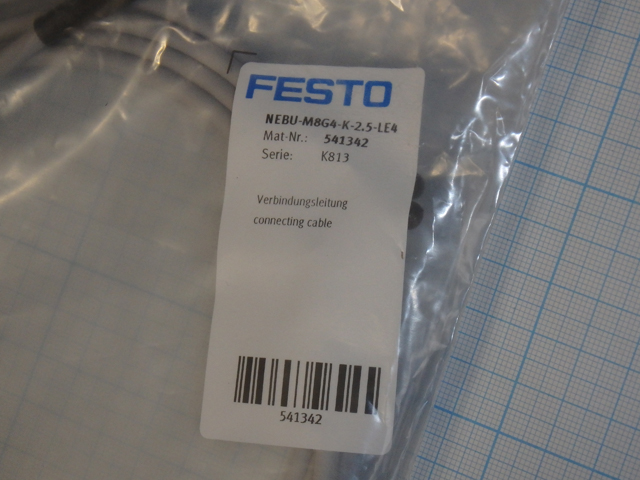 FESTO
NEBU-M8G4-K-2.5-LE4
Mat-Nr.: 541342
Serie: K813
Verbindungsleitung
connecting cable
541342